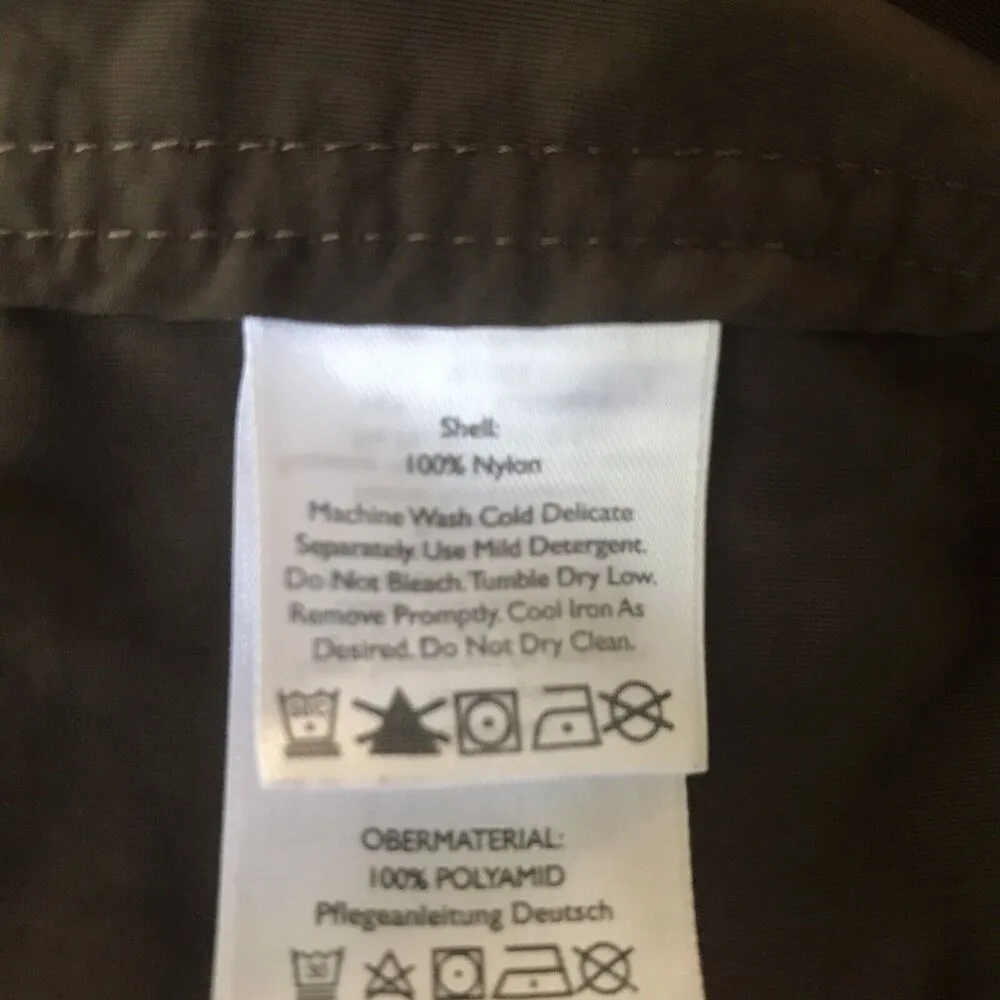 Shell:
100% Nylon
Machine Wash Cold Delicate
Separately. Use Mild Detergent.
Do Not Bleach. Tumble Dry Low.
Remove Promptly. Cool Iron As
Desired. Do Not Dry Clean.
OBERMATERIAL:
100% POLYAMID
Pflegeanleitung Deutsch
30